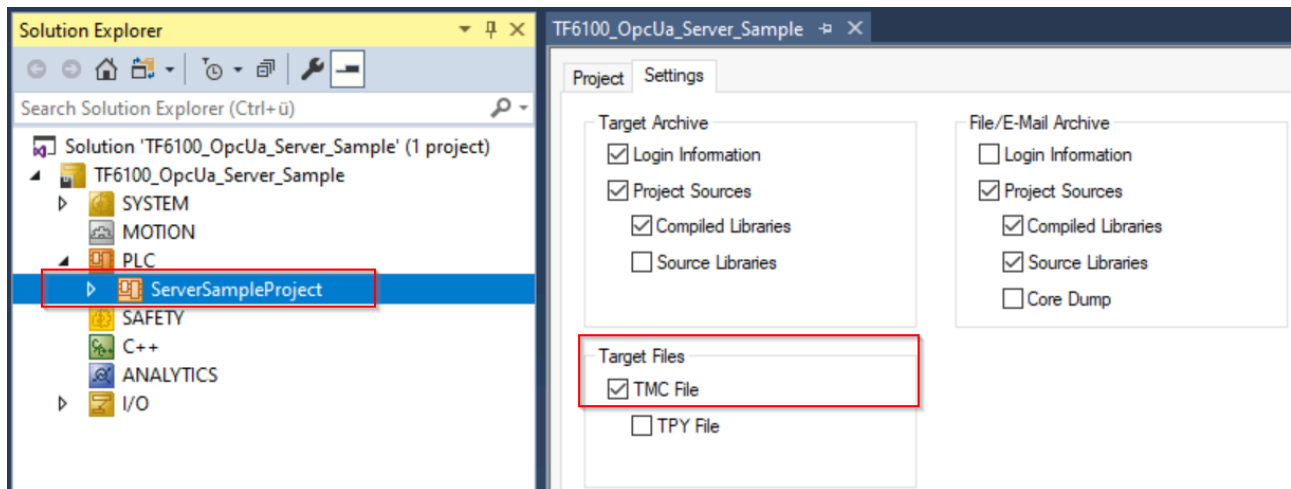 Solution Explorer
Search Solution Explorer (Ctrl+ü)
Solution 'TF6100_OpcUa_Server_Sample' (1 project)
TF6100_OpcUa_Server_Sample
SYSTEM
MOTION
PLC
ServerSampleProject
SAFETY
C++
ANALYTICS
I/O
TF6100_OpcUa_Server_Sample
Project Settings
Target Archive
Login Information
Project Sources
Compiled Libraries
Source Libraries
File/E-Mail Archive
Login Information
Project Sources
Compiled Libraries
Source Libraries
Core Dump
Target Files
TMC File
TPY File